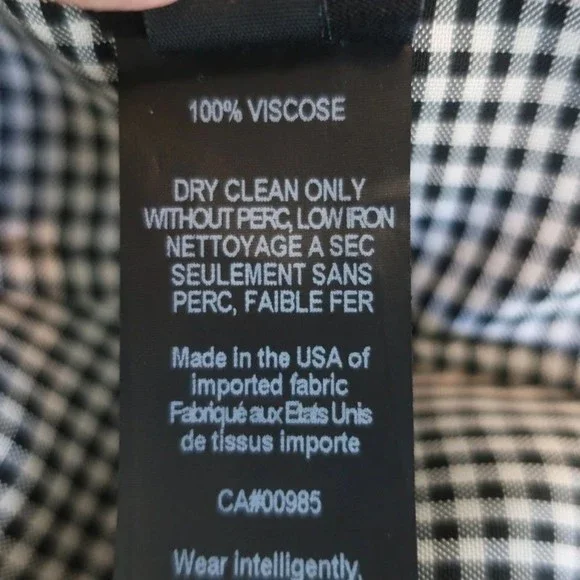 100% VISCOSE
DRY CLEAN ONLY
WITHOUT PERC, LOW IRON
NETTOYAGE A SEC
SEULEMENT SANS
PERC, FAIBLE FER
Made in the USA of
imported fabric
Fabriqué aux Etats Unis
de tissus importe
CA#00985
Wear intelligently,